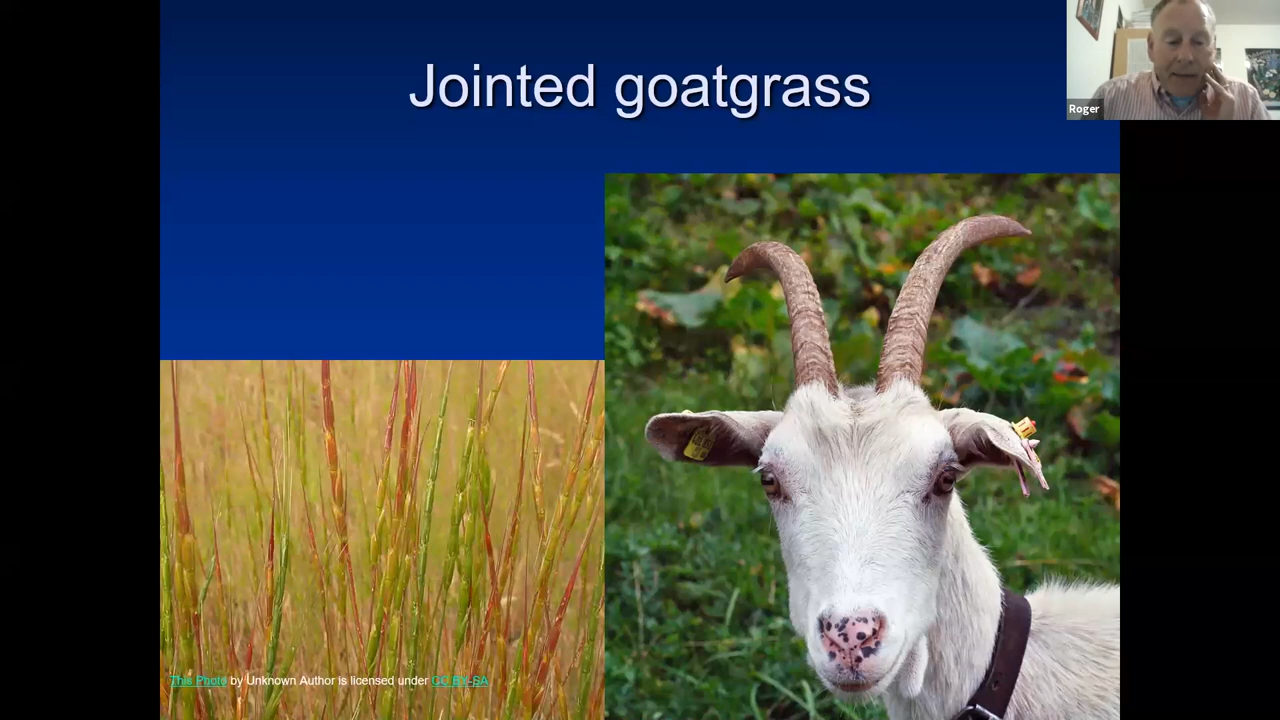 Jointed goatgrass
Roger
This Photo by Unknown Author is licensed under CC BY-SA